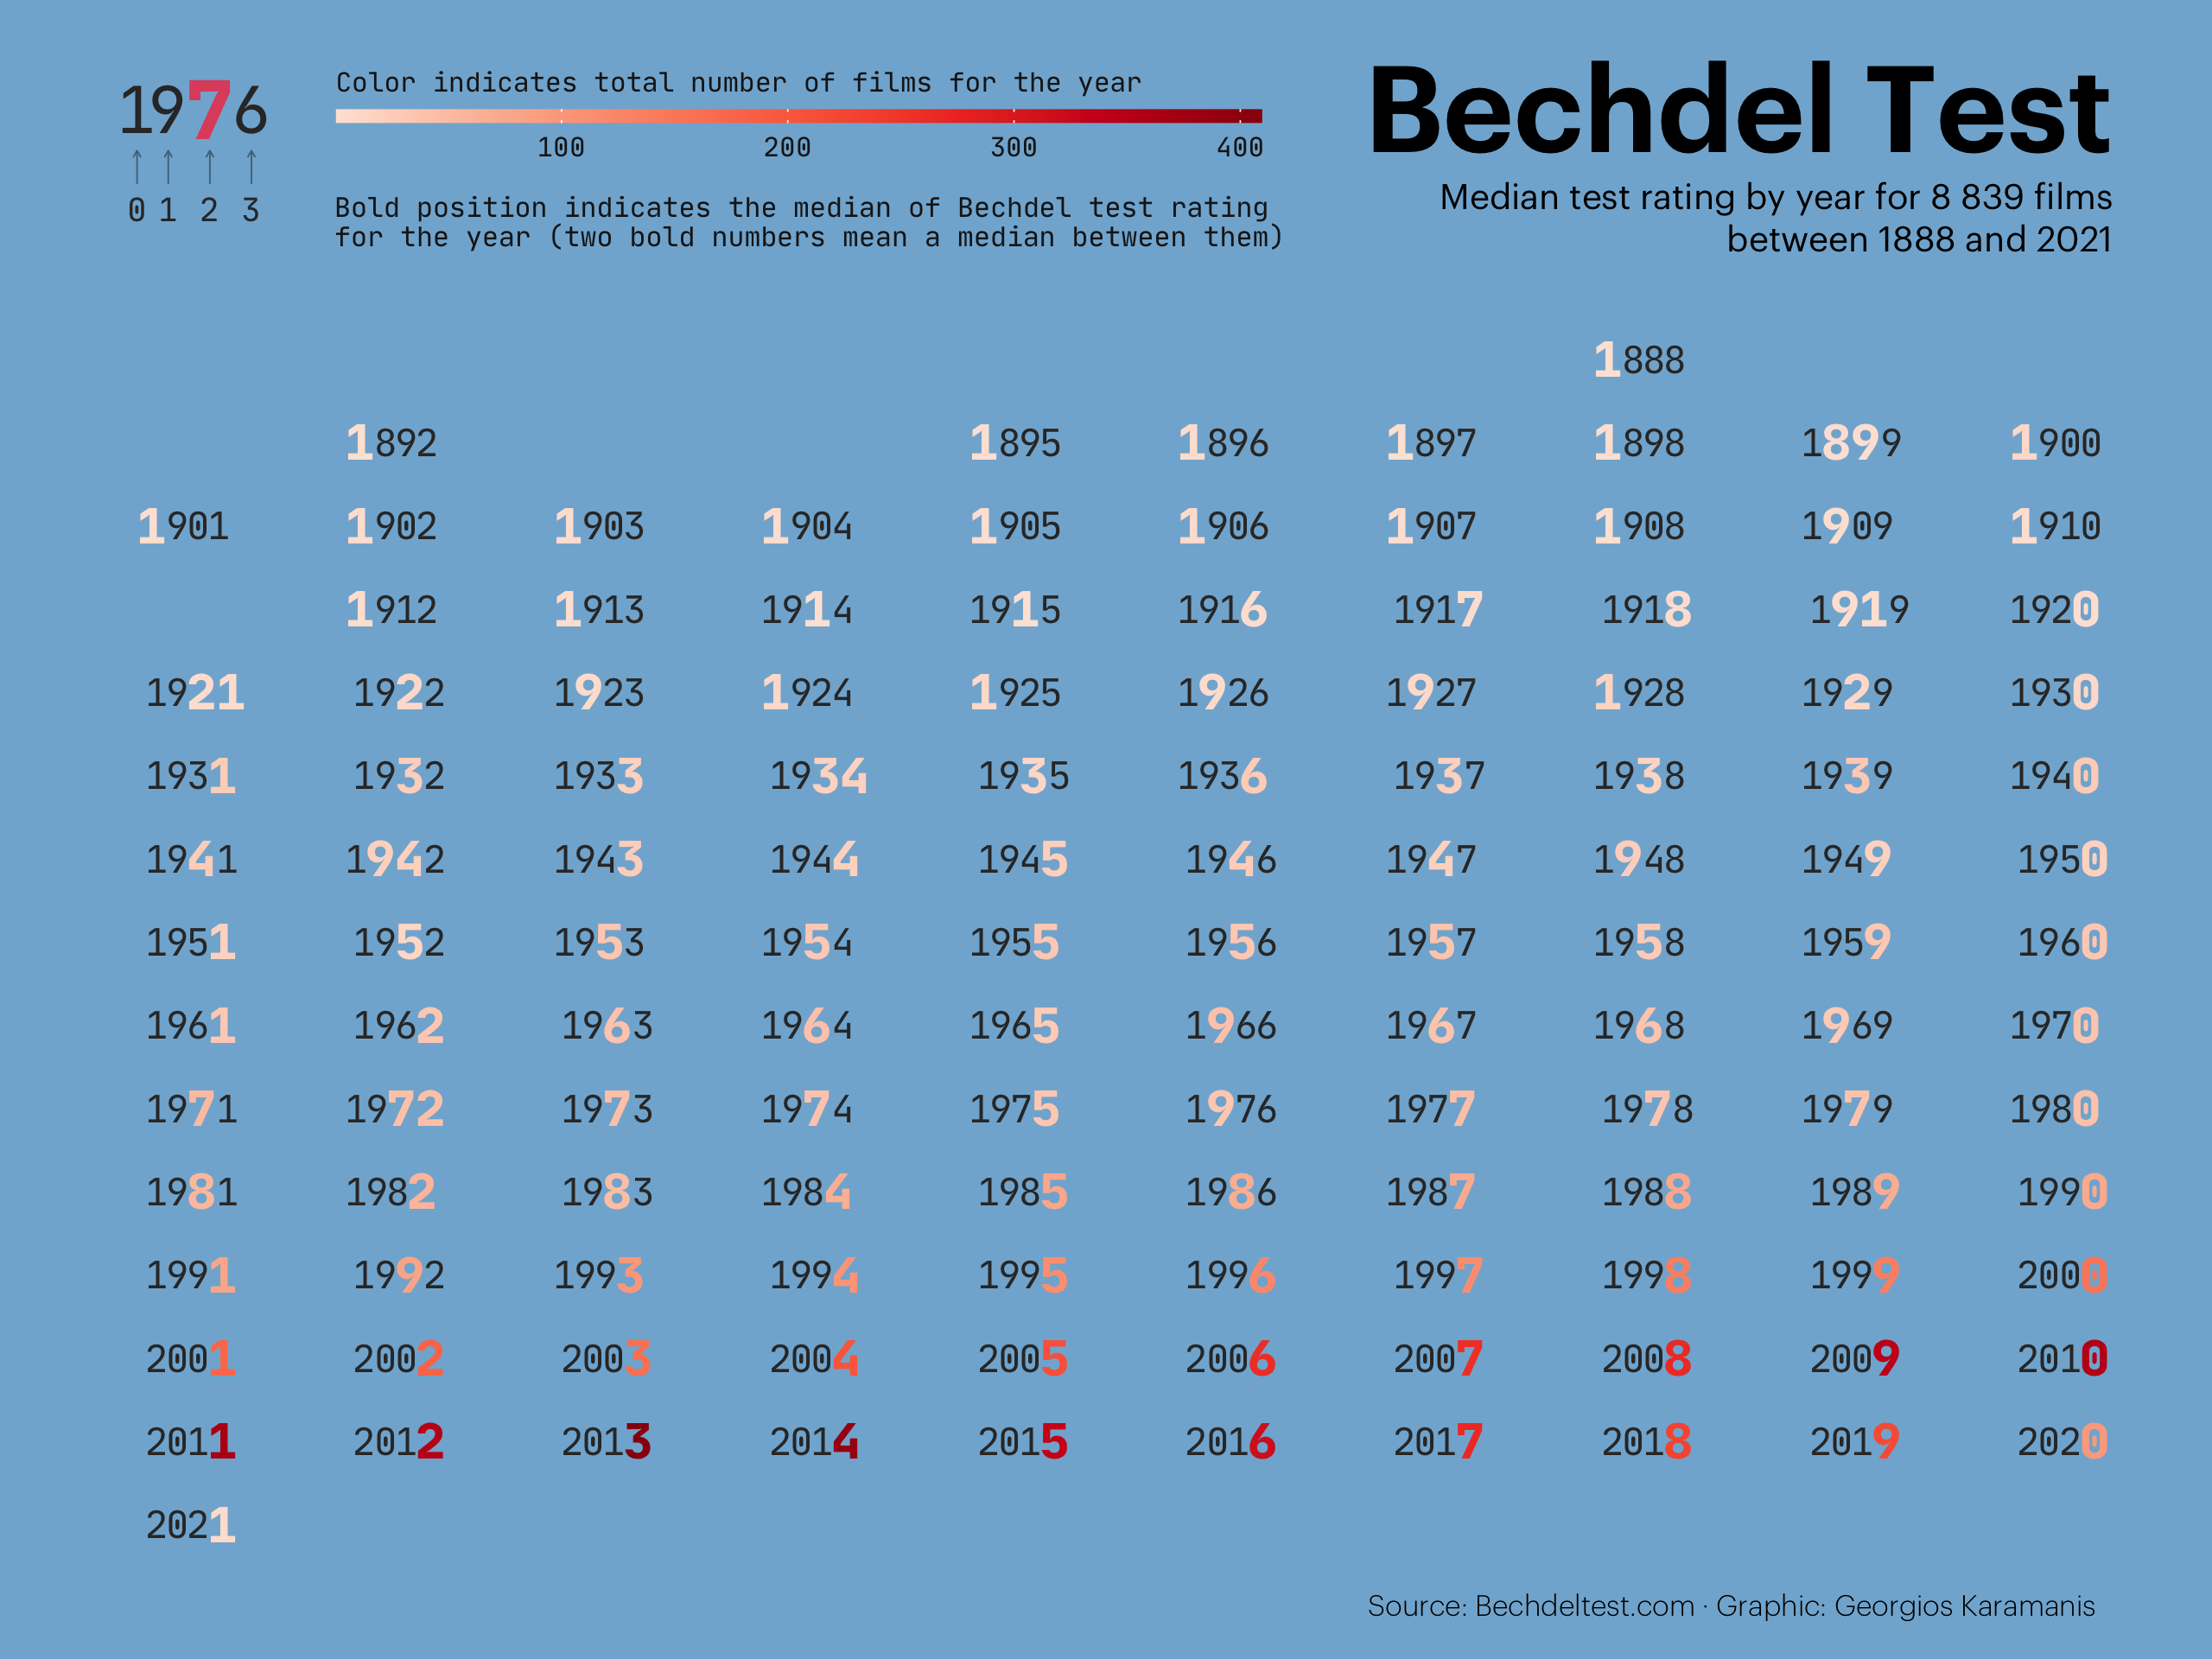 1976
0 1 2 3
Color indicates total number of films for the year
100 200 300 400
Bold position indicates the median of Bechdel test rating
for the year (two bold numbers mean a median between them)
Bechdel Test
Median test rating by year for 8 839 films
between 1888 and 2021
1888
1892 1895 1896 1897 1898 1899 1900
1901 1902 1903 1904 1905 1906 1907 1908 1909 1910
1912 1913 1914 1915 1916 1917 1918 1919 1920
1921 1922 1923 1924 1925 1926 1927 1928 1929 1930
1931 1932 1933 1934 1935 1936 1937 1938 1939 1940
1941 1942 1943 1944 1945 1946 1947 1948 1949 1950
1951 1952 1953 1954 1955 1956 1957 1958 1959 1960
1961 1962 1963 1964 1965 1966 1967 1968 1969 1970
1971 1972 1973 1974 1975 1976 1977 1978 1979 1980
1981 1982 1983 1984 1985 1986 1987 1988 1989 1990
1991 1992 1993 1994 1995 1996 1997 1998 1999 2000
2001 2002 2003 2004 2005 2006 2007 2008 2009 2010
2011 2012 2013 2014 2015 2016 2017 2018 2019 2020
2021
Source: Bechdeltest.com · Graphic: Georgios Karamanis